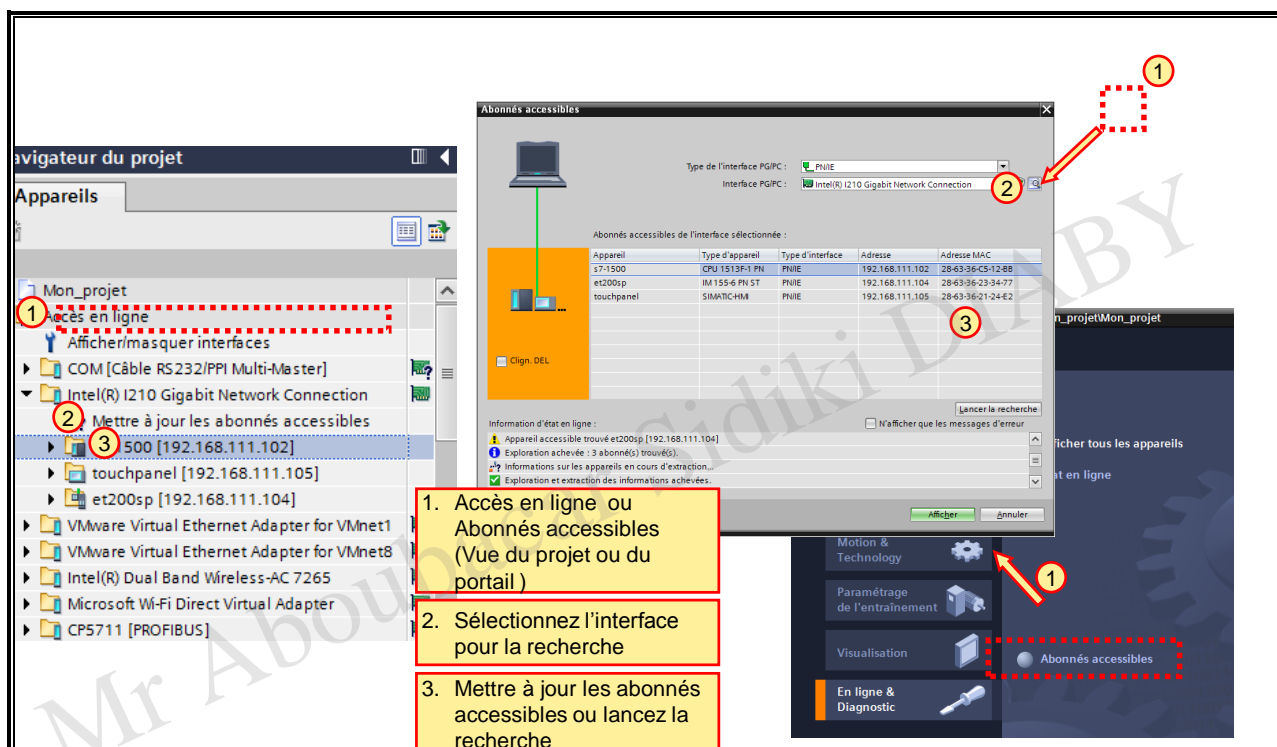 1
avigateur du projet
Appareils
Mon_projet
1
Accès en ligne
Afficher/masquer interfaces
COM [Câble RS232/PPI Multi-Master]
Intel(R) I210 Gigabit Network Connection
2
Mettre à jour les abonnés accessibles
3
1500 [192.168.111.102]
touchpanel [192.168.111.105]
et200sp [192.168.111.104]
VMware Virtual Ethernet Adapter for VMnet1
VMware Virtual Ethernet Adapter for VMnet8
Intel(R) Dual Band Wireless-AC 7265
Microsoft Wi-Fi Direct Virtual Adapter
CP5711 [PROFIBUS]
Abonnés accessibles
Type de l'interface PG/PC :
PN/IE
Interface PG/PC :
Intel(R) I210 Gigabit Network Connection
2
Abonnés accessibles de l'interface sélectionnée :
Appareil Type d'appareil Type d'interface Adresse Adresse MAC
s7-1500 CPU 1513F-1 PN PN/IE 192.168.111.102 28-63-36-C5-12-BB
et200sp IM 155-6 PN ST PN/IE 192.168.111.104 28-63-36-23-34-77
touchpanel SIMATIC-HMI PN/IE 192.168.111.105 28-63-36-21-24-E2
3
Clign. DEL
Lancer la recherche
Information d'état en ligne :
N'afficher que les messages d'erreur
Appareil accessible trouvé et200sp [192.168.111.104]
Exploration achevée : 3 abonné(s) trouvé(s).
Informations sur les appareils en cours d'extraction...
Exploration et extraction des informations achevées.
Afficher
Annuler
n_projet\Mon_projet
ficher tous les appareils
at en ligne
Motion &
Technology
1
Paramétrage
de l'entraînement
Visualisation
Abonnés accessibles
En ligne &
Diagnostic
1. Accès en ligne ou
Abonnés accessibles
(Vue du projet ou du
portail )
2. Sélectionnez l'interface
pour la recherche
3. Mettre à jour les abonnés
accessibles ou lancez la
recherche
Mr Aboubacar Sidiki DIABY